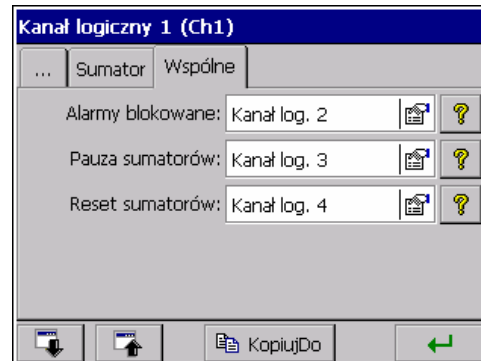 Kanał logiczny 1 (Ch1)
... Sumator Wspólne
Alarmy blokowane: Kanał log. 2
Pauza sumatorów: Kanał log. 3
Reset sumatorów: Kanał log. 4
KopiujDo